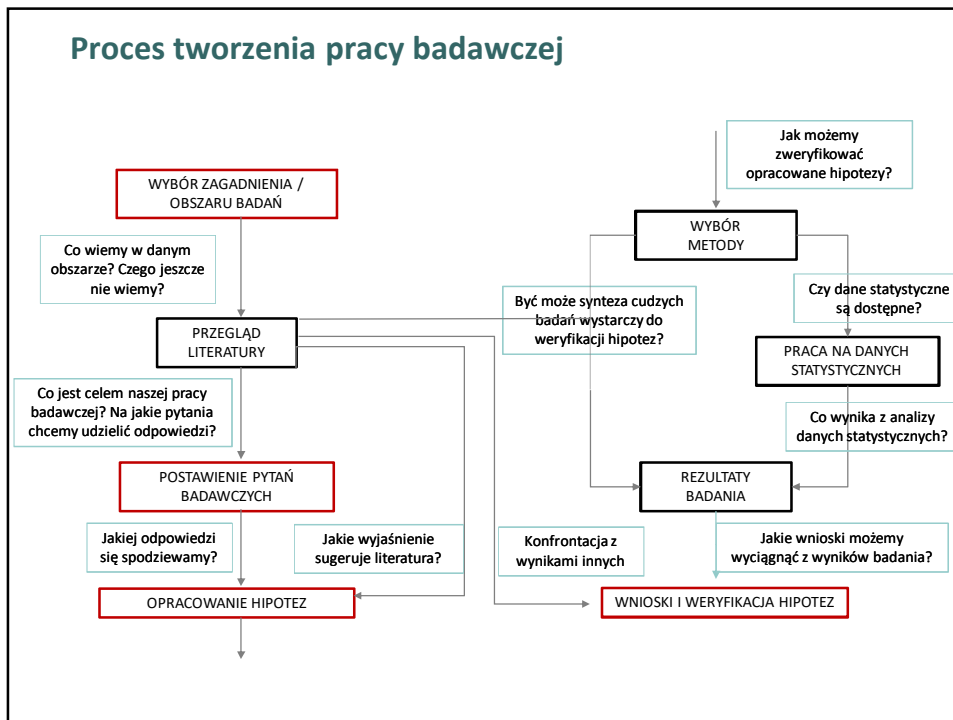 Proces tworzenia pracy badawczej
WYBÓR ZAGADNIENIA /
OBSZARU BADAŃ
Co wiemy w danym
obszarze? Czego jeszcze
nie wiemy?
PRZEGLĄD
LITERATURY
Co jest celem naszej pracy
badawczej? Na jakie pytania
chcemy udzielić odpowiedzi?
POSTAWIENIE PYTAŃ
BADAWCZYCH
Jakiej odpowiedzi
się spodziewamy?
Jakie wyjaśnienie
sugeruje literatura?
OPRACOWANIE HIPOTEZ
Jak możemy
zweryfikować
opracowane hipotezy?
WYBÓR
METODY
Być może synteza cudzych
badań wystarczy do
weryfikacji hipotez?
Czy dane statystyczne
są dostępne?
PRACA NA DANYCH
STATYSTYCZNYCH
Co wynika z analizy
danych statystycznych?
REZULTATY
BADANIA
Konfrontacja z
wynikami innych
Jakie wnioski możemy
wyciągnąć z wyników badania?
WNIOSKI I WERYFIKACJA HIPOTEZ